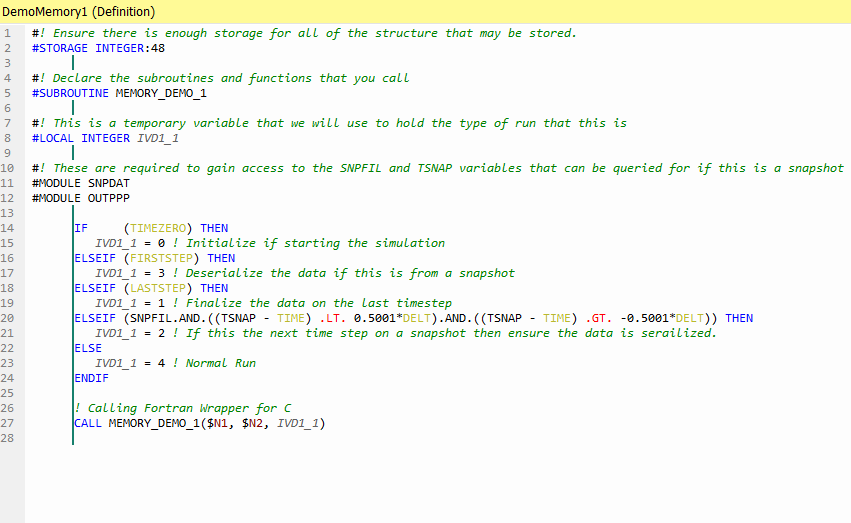 DemoMemory1 (Definition)
1 #! Ensure there is enough storage for all of the structure that may be stored.
2 #STORAGE INTEGER:48
3
4 #! Declare the subroutines and functions that you call
5 #SUBROUTINE MEMORY_DEMO_1
6
7 #! This is a temporary variable that we will use to hold the type of run that this is
8 #LOCAL INTEGER IVD1_1
9
10 #! These are required to gain access to the SNPFIL and TSNAP variables that can be queried for if this is a snapshot
11 #MODULE SNPDAT
12 #MODULE OUTPPP
13
14 IF     (TIMEZERO) THEN
15    IVD1_1 = 0 ! Initialize if starting the simulation
16 ELSEIF (FIRSTSTEP) THEN
17    IVD1_1 = 3 ! Deserialize the data if this is from a snapshot
18 ELSEIF (LASTSTEP) THEN
19    IVD1_1 = 1 ! Finalize the data on the last timestep
20 ELSEIF (SNPFIL.AND.((TSNAP - TIME) .LT. 0.5001*DELT).AND.((TSNAP - TIME) .GT. -0.5001*DELT)) THEN
21    IVD1_1 = 2 ! If this the next time step on a snapshot then ensure the data is serailized.
22 ELSE
23    IVD1_1 = 4 ! Normal Run
24 ENDIF
25
26 ! Calling Fortran Wrapper for C
27 CALL MEMORY_DEMO_1($N1, $N2, IVD1_1)
28